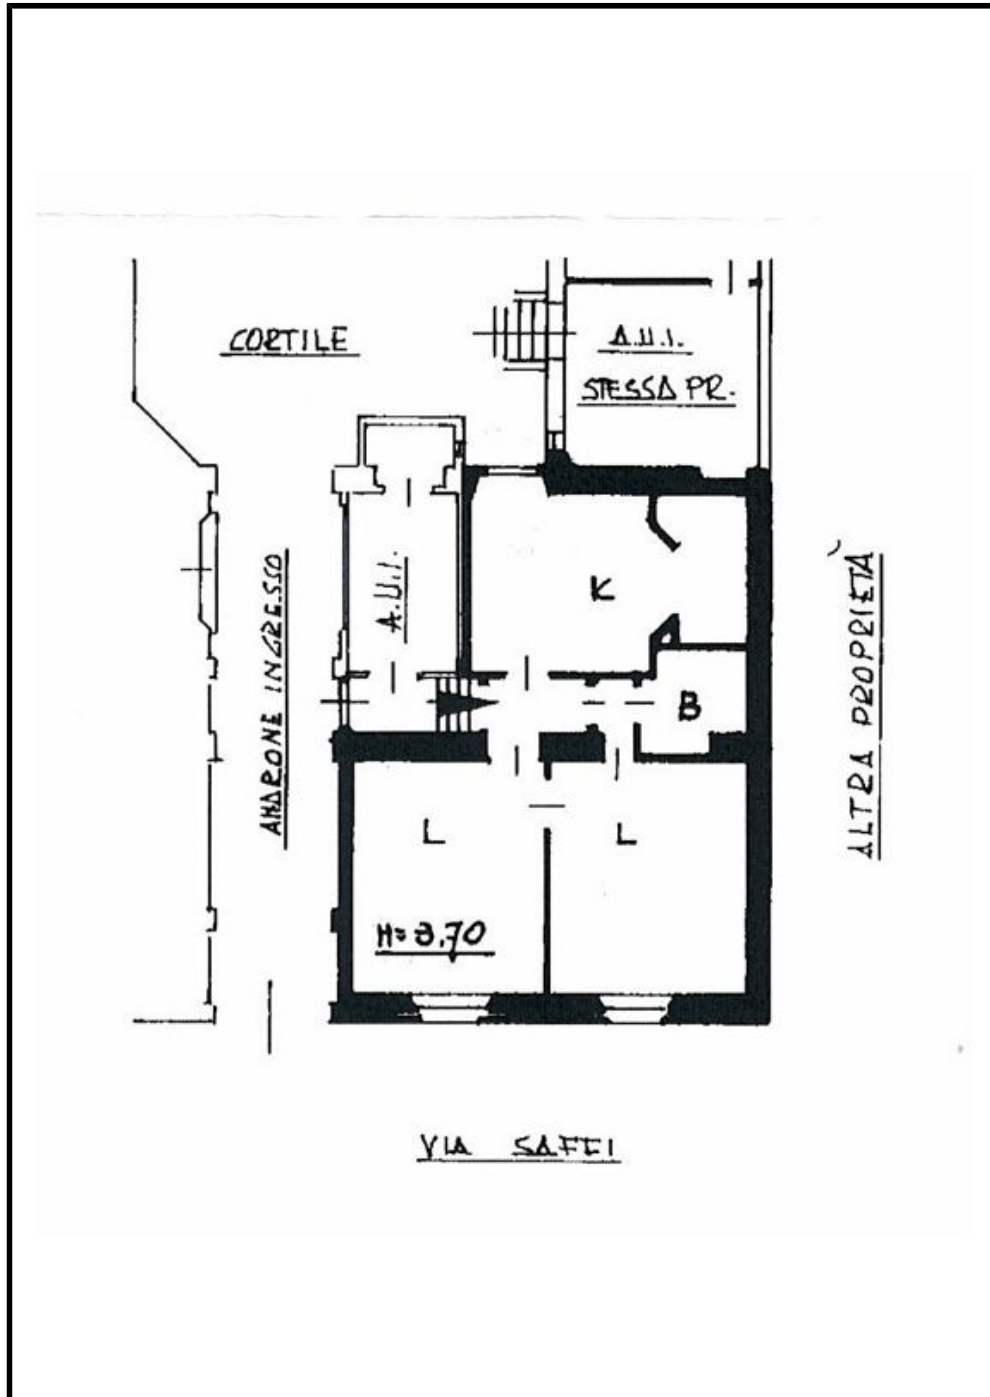 CORTILE
A.U.I.
STESSA PR.
A.U.I.
K
ANDRONE INGRESSO
B
ALTRA PROPRIETÀ
L
L
H=3,70
VIA SAFFI